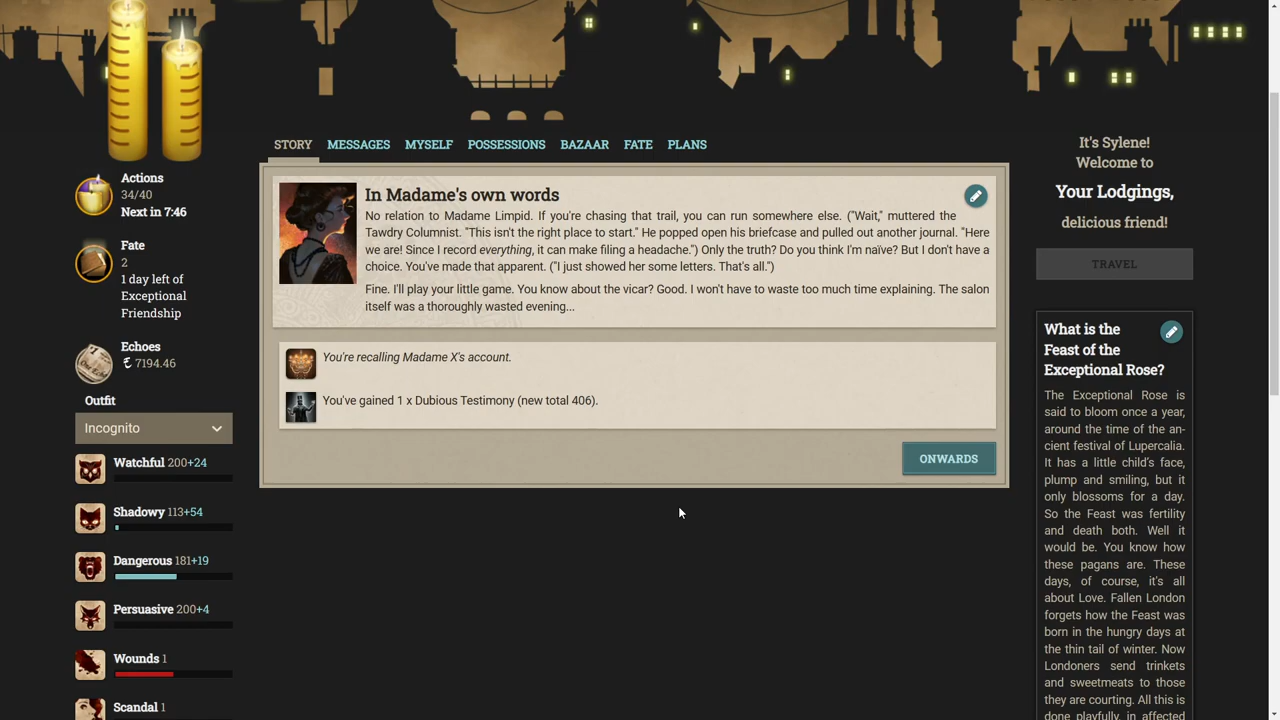 STORY MESSAGES MYSELF POSSESSIONS BAZAAR FATE PLANS
Actions
34/40
Next in 7:46
Fate
2
1 day left of
Exceptional
Friendship
Echoes
7194.46
Outfit
Incognito
Watchful 200+24
Shadowy 113+54
Dangerous 181+19
Persuasive 200+4
Wounds 1
Scandal 1
In Madame's own words
No relation to Madame Limpid. If you're chasing that trail, you can run somewhere else. ("Wait," muttered the
Tawdry Columnist. "This isn't the right place to start." He popped open his briefcase and pulled out another journal. "Here
we are! Since I record everything, it can make filing a headache.") Only the truth? Do you think I'm naïve? But I don't have a
choice. You've made that apparent. ("I just showed her some letters. That's all.")
Fine. I'll play your little game. You know about the vicar? Good. I won't have to waste too much time explaining. The salon
itself was a thoroughly wasted evening...
You're recalling Madame X's account.
You've gained 1 x Dubious Testimony (new total 406).
ONWARDS
It's Sylene!
Welcome to
Your Lodgings,
delicious friend!
TRAVEL
What is the
Feast of the
Exceptional Rose?
The Exceptional Rose is
said to bloom once a year,
around the time of the an-
cient festival of Lupercalia.
It has a little child's face,
plump and smiling, but it
only blossoms for a day.
So the Feast was fertility
and death both. Well it
would be. You know how
these pagans are. These
days, of course, it's all
about Love. Fallen London
forgets how the Feast was
born in the hungry days at
the thin tail of winter. Now
Londoners send trinkets
and sweetmeats to those
they are courting. All this is
done playfully, in affected